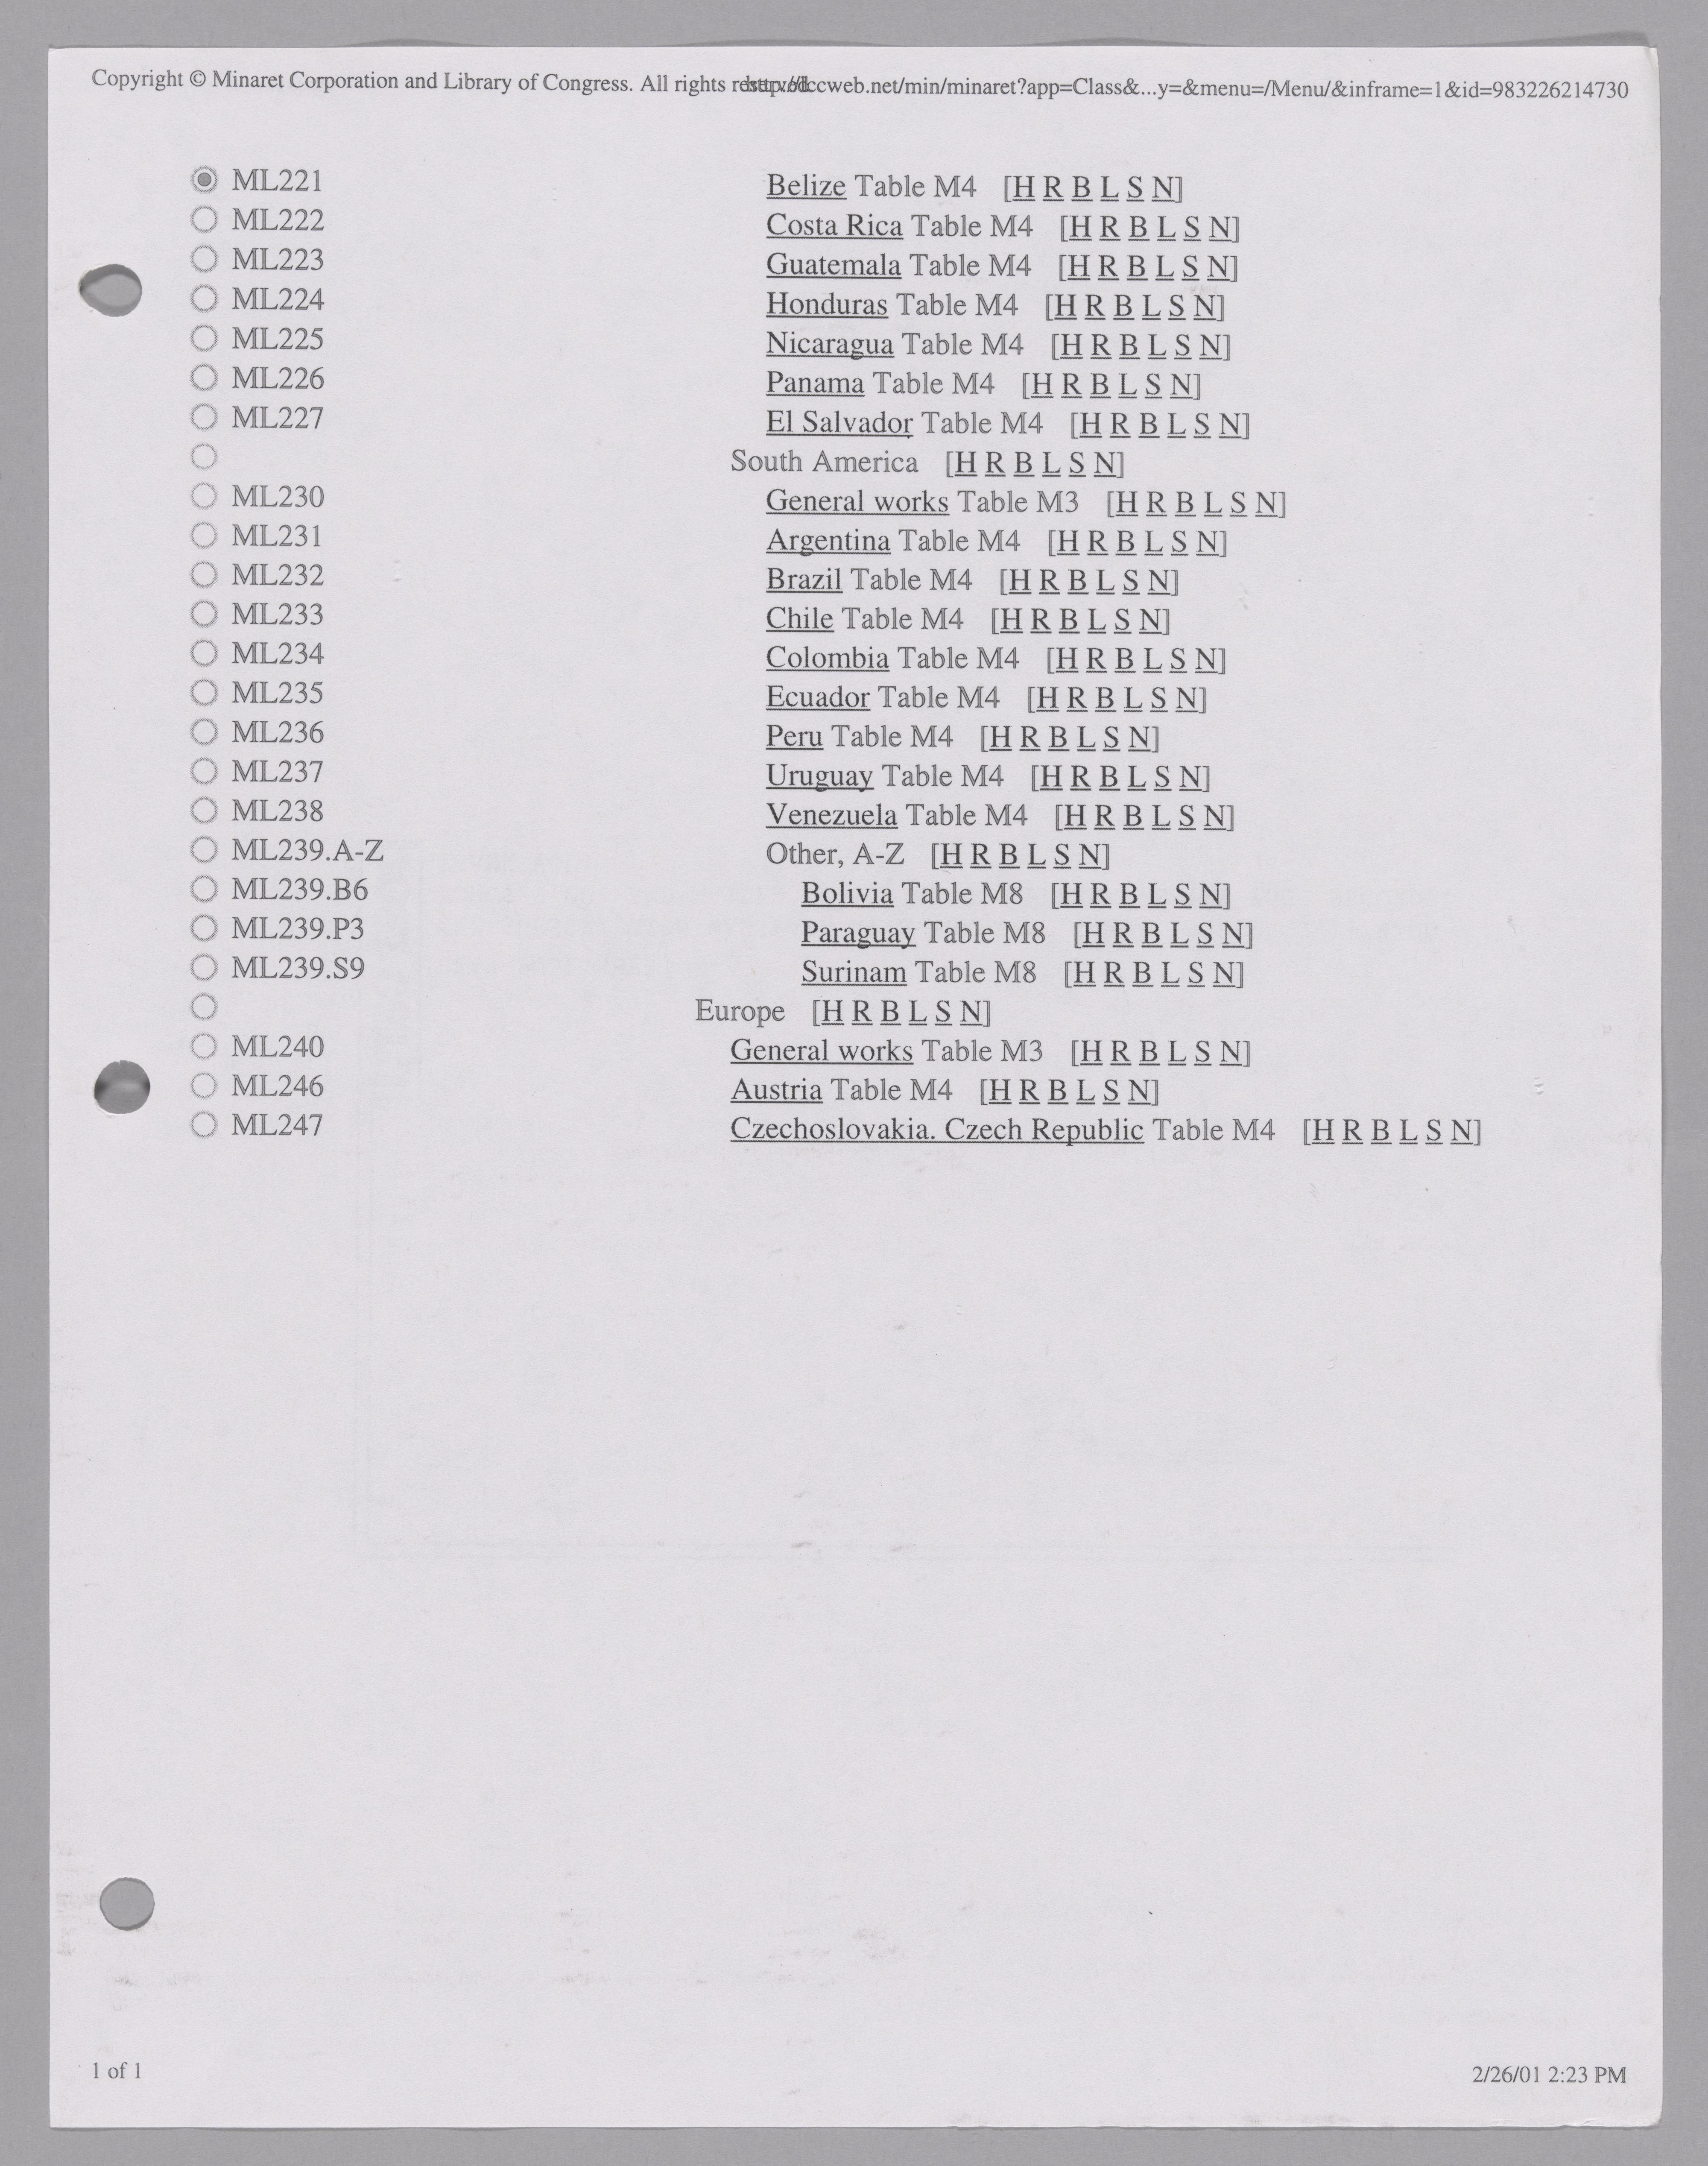 Copyright © Minaret Corporation and Library of Congress. All rights http://lccweb.net/min/minaret?app=Class&...y=&menu=/Menu/&inframe=1&id=983226214730
ML221 Belize Table M4 [H R B L S N]
ML222 Costa Rica Table M4 [H R B L S N]
ML223 Guatemala Table M4 [H R B L S N]
ML224 Honduras Table M4 [H R B L S N]
ML225 Nicaragua Table M4 [H R B L S N]
ML226 Panama Table M4 [H R B L S N]
ML227 El Salvador Table M4 [H R B L S N]
South America [H R B L S N]
ML230 General works Table M3 [H R B L S N]
ML231 Argentina Table M4 [H R B L S N]
ML232 Brazil Table M4 [H R B L S N]
ML233 Chile Table M4 [H R B L S N]
ML234 Colombia Table M4 [H R B L S N]
ML235 Ecuador Table M4 [H R B L S N]
ML236 Peru Table M4 [H R B L S N]
ML237 Uruguay Table M4 [H R B L S N]
ML238 Venezuela Table M4 [H R B L S N]
ML239.A-Z Other, A-Z [H R B L S N]
ML239.B6 Bolivia Table M8 [H R B L S N]
ML239.P3 Paraguay Table M8 [H R B L S N]
ML239.S9 Surinam Table M8 [H R B L S N]
Europe [H R B L S N]
ML240 General works Table M3 [H R B L S N]
ML246 Austria Table M4 [H R B L S N]
ML247 Czechoslovakia. Czech Republic Table M4 [H R B L S N]
1 of 1 2/26/01 2:23 PM